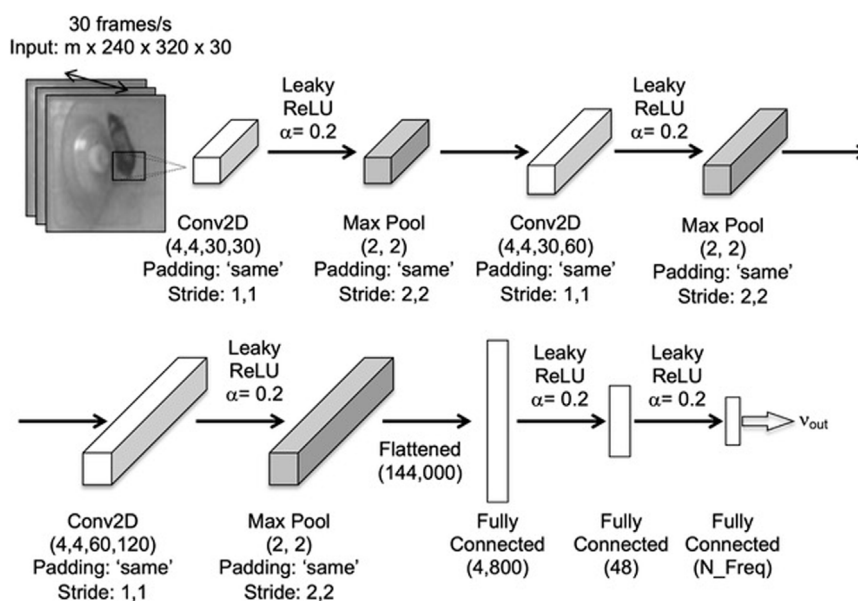 30 frames/s
Input: m x 240 x 320 x 30
Leaky
ReLU
α= 0.2
Leaky
ReLU
α= 0.2
Conv2D
(4,4,30,30)
Padding: ‘same’
Stride: 1,1
Max Pool
(2, 2)
Padding: ‘same’
Stride: 2,2
Conv2D
(4,4,30,60)
Padding: ‘same’
Stride: 1,1
Max Pool
(2, 2)
Padding: ‘same’
Stride: 2,2
Leaky
ReLU
α= 0.2
Flattened
(144,000)
Leaky
ReLU
α= 0.2
Leaky
ReLU
α= 0.2
νout
Conv2D
(4,4,60,120)
Padding: ‘same’
Stride: 1,1
Max Pool
(2, 2)
Padding: ‘same’
Stride: 2,2
Fully
Connected
(4,800)
Fully
Connected
(48)
Fully
Connected
(N_Freq)